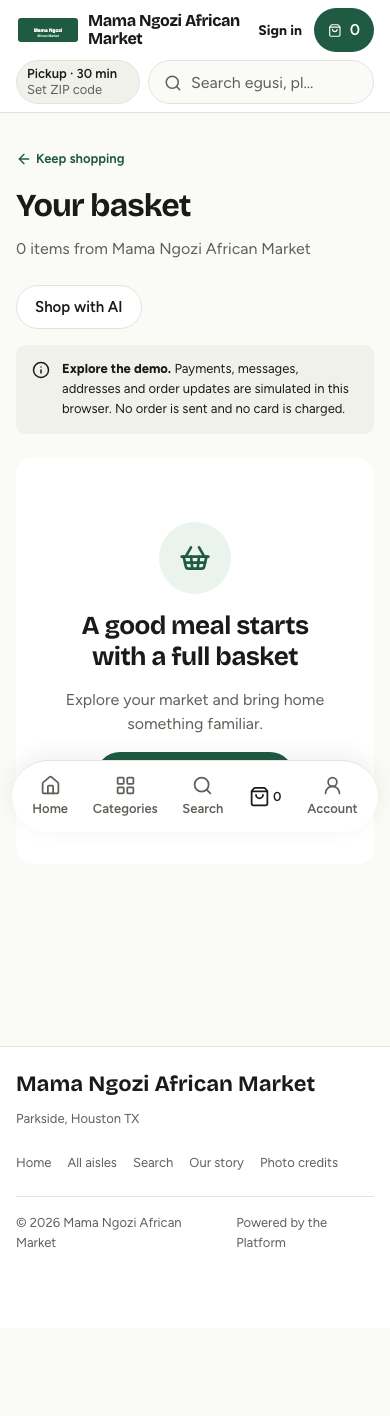 Mama Ngozi
African Market
Mama Ngozi African
Market
Sign in
0
Pickup · 30 min
Set ZIP code
Search egusi, pl...
Keep shopping
Your basket
0 items from Mama Ngozi African Market
Shop with AI
Explore the demo. Payments, messages,
addresses and order updates are simulated in this
browser. No order is sent and no card is charged.
A good meal starts
with a full basket
Explore your market and bring home
something familiar.
Home
Categories
Search
0
Account
Mama Ngozi African Market
Parkside, Houston TX
Home
All aisles
Search
Our story
Photo credits
© 2026 Mama Ngozi African
Market
Powered by the
Platform